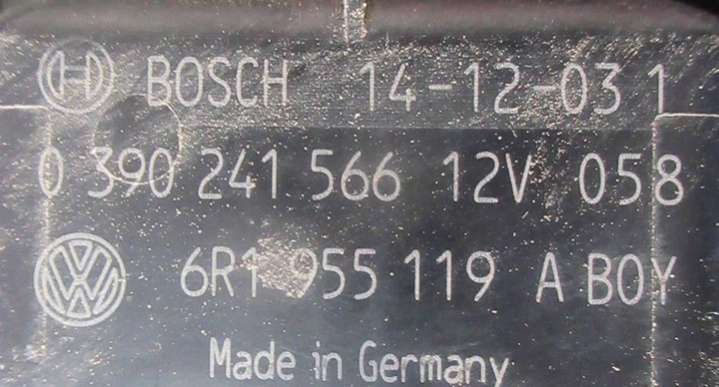 BOSCH 14-12-03 1
0 390 241 566 12V 058
6R1 955 119 A BOY
Made in Germany